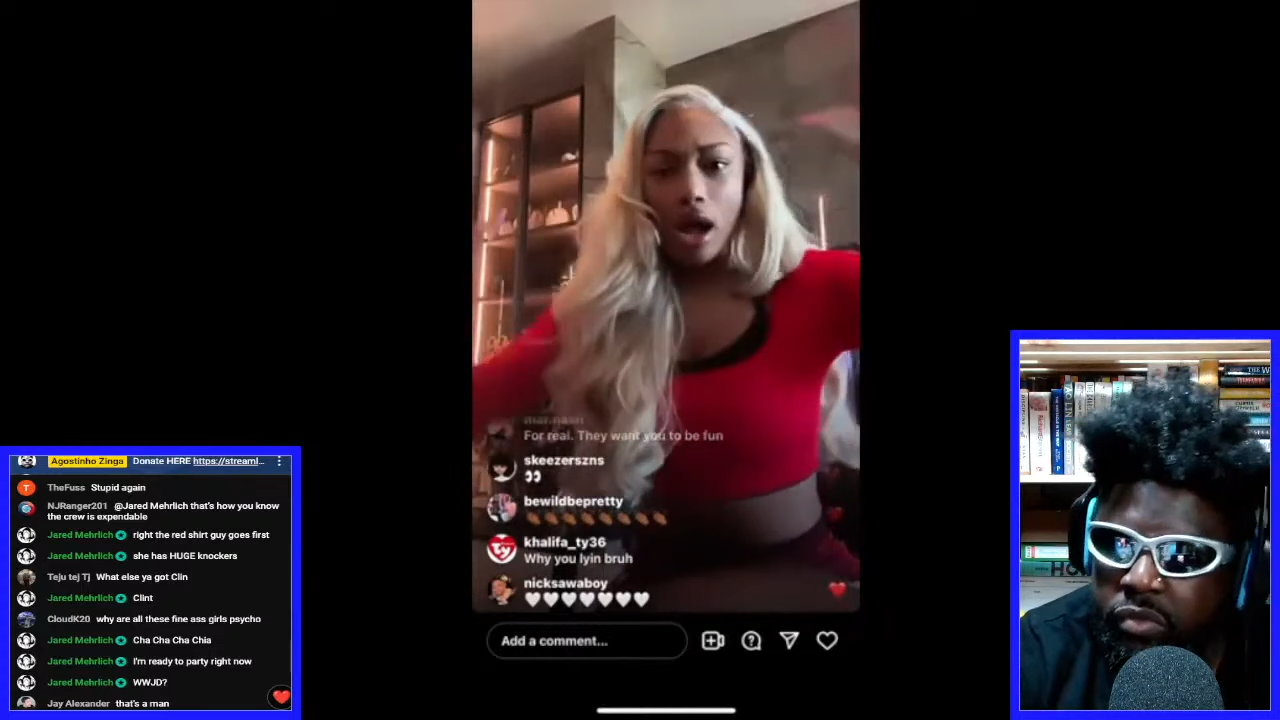 For real. They want you to be fun
skeezerszns
👀
bewildbepretty
khalifa_ty36
Why you lyin bruh
nicksawaboy
🤍🤍🤍🤍🤍🤍🤍
Add a comment...
Agostinho Zinga Donate HERE https://streaml...
TheFuss Stupid again
NJRanger201 @Jared Mehrlich that's how you know
the crew is expendable
Jared Mehrlich right the red shirt guy goes first
Jared Mehrlich she has HUGE knockers
Teju tej Tj What else ya got Clin
Jared Mehrlich Clint
CloudK20 why are all these fine ass girls psycho
Jared Mehrlich Cha Cha Cha Chia
Jared Mehrlich I'm ready to party right now
Jared Mehrlich WWJD?
Jay Alexander that's a man